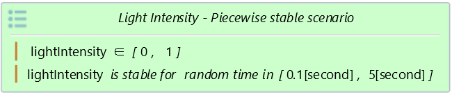 Light Intensity - Piecewise stable scenario
lightIntensity ∈ [ 0 , 1 ]
lightIntensity is stable for random time in [ 0.1[second] , 5[second] ]